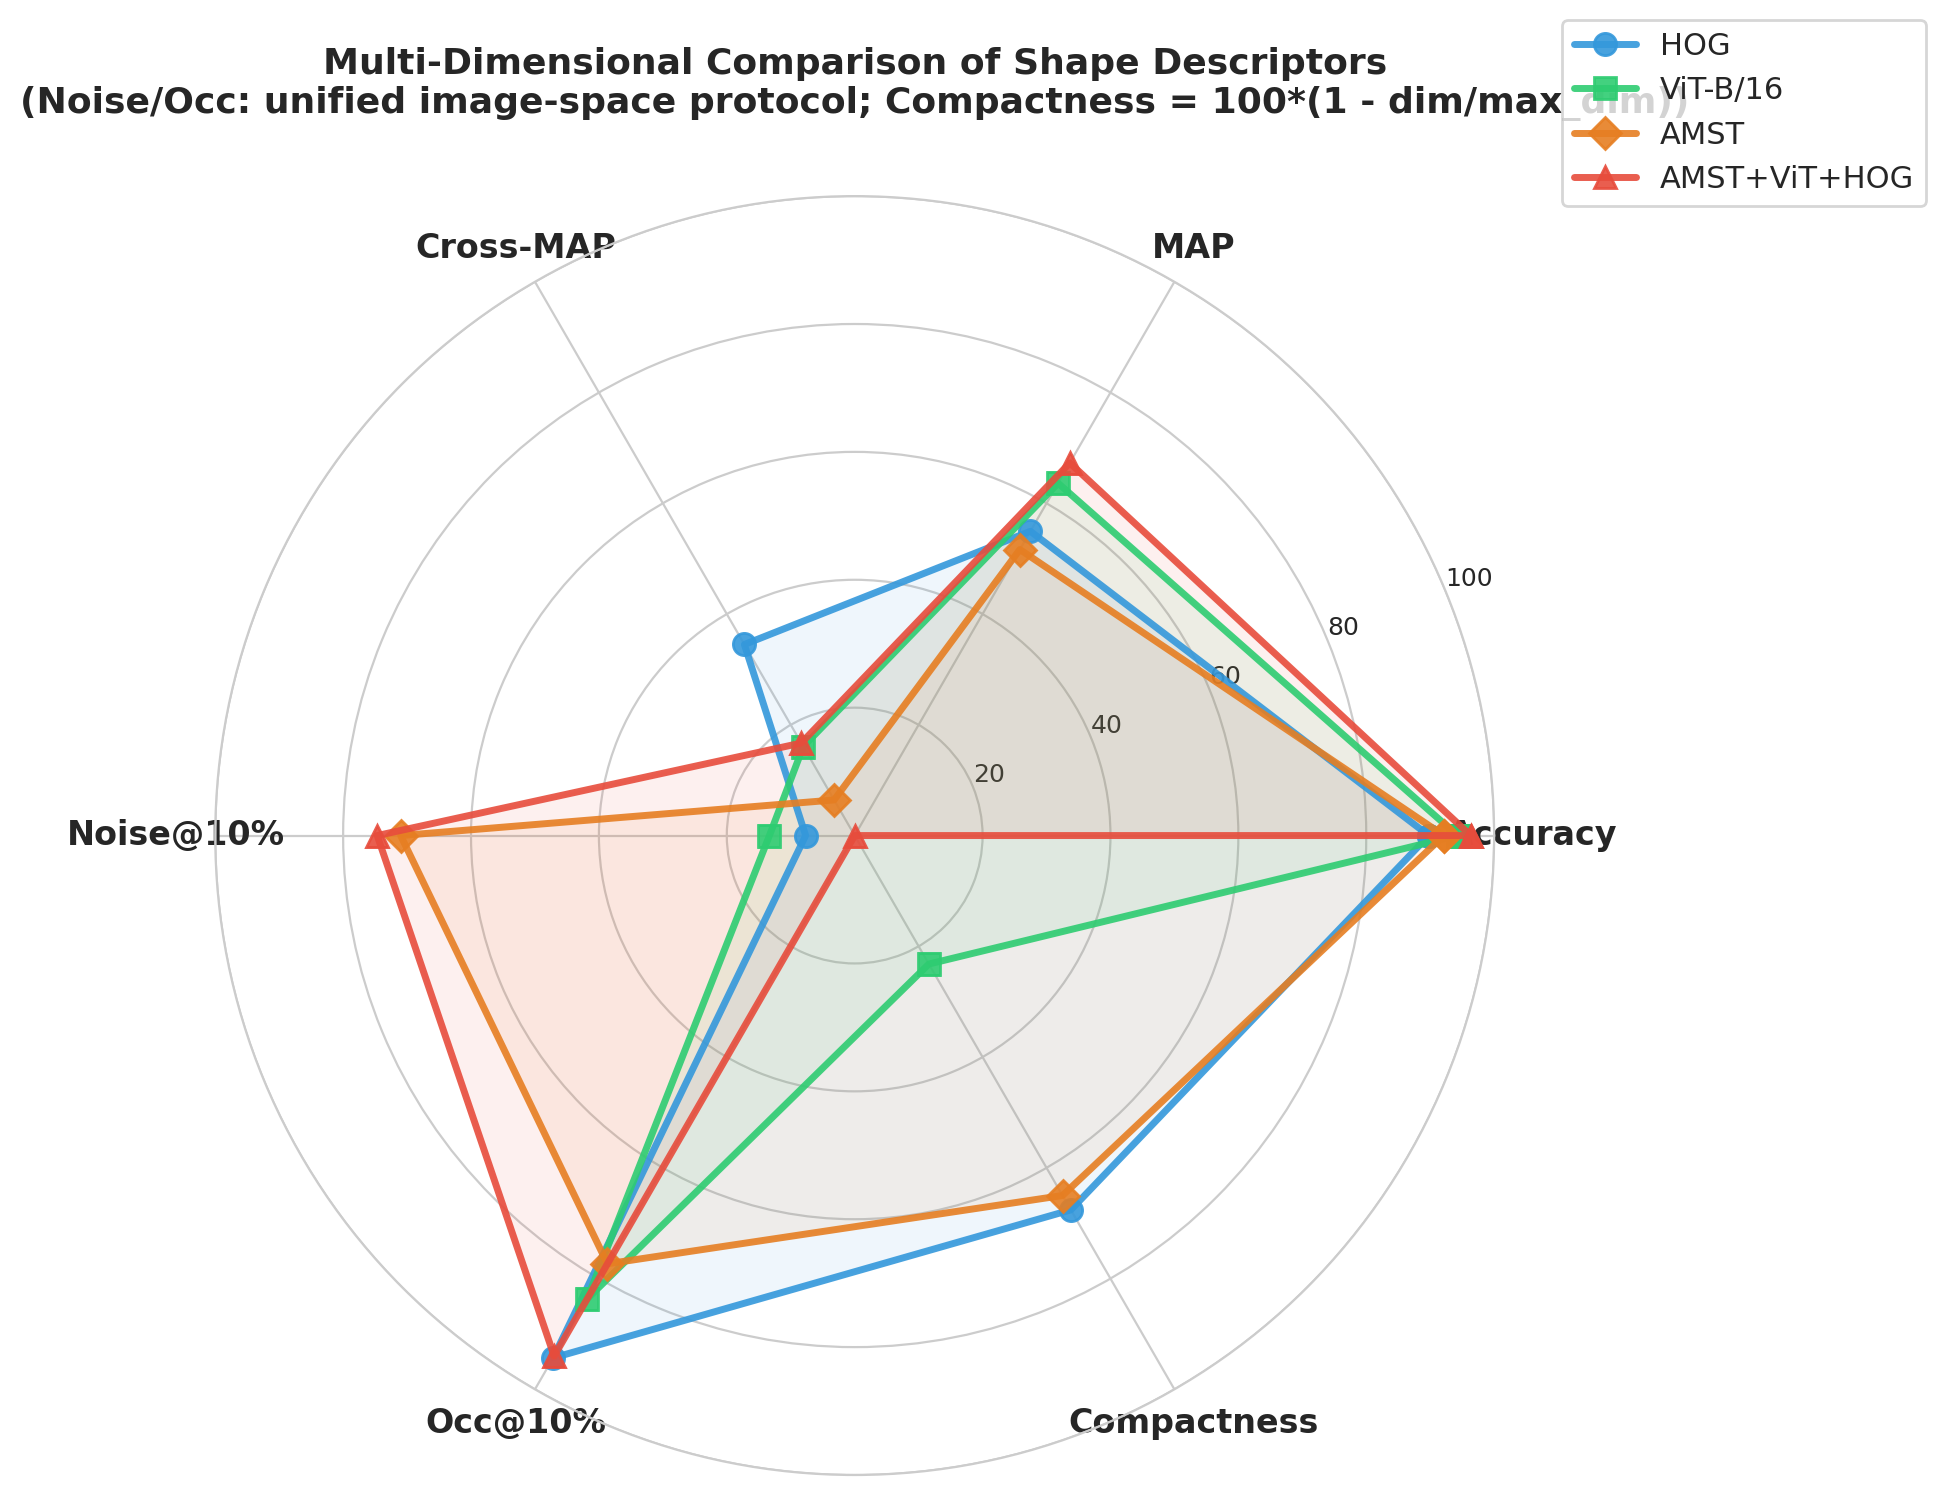 Multi-Dimensional Comparison of Shape Descriptors
(Noise/Occ: unified image-space protocol; Compactness = 100*(1 - dim/max_dim))
HOG
ViT-B/16
AMST
AMST+ViT+HOG
Cross-MAP
MAP
100
80
60
40
20
Noise@10%
Accuracy
Occ@10%
Compactness